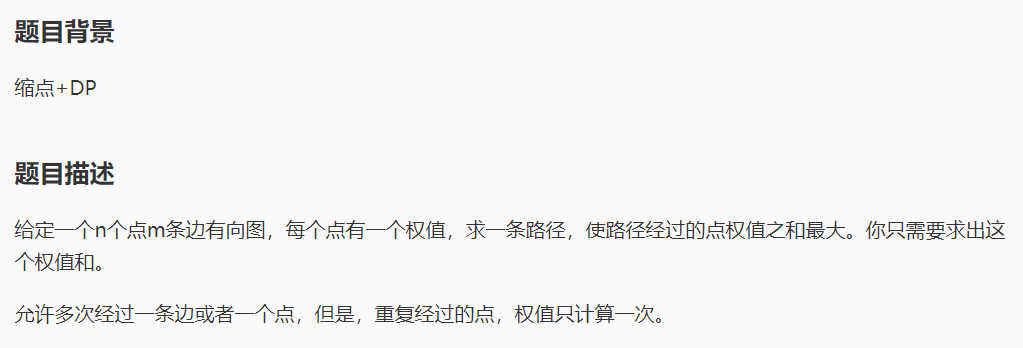 题目背景
缩点+DP
题目描述
给定一个n个点m条边有向图，每个点有一个权值，求一条路径，使路径经过的点权值之和最大。你只需要求出这
个权值和。
允许多次经过一条边或者一个点，但是，重复经过的点，权值只计算一次。